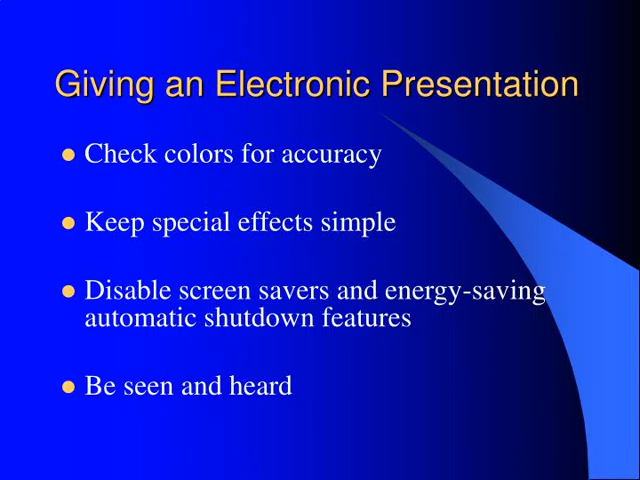 Giving an Electronic Presentation
Check colors for accuracy
Keep special effects simple
Disable screen savers and energy-saving
automatic shutdown features
Be seen and heard